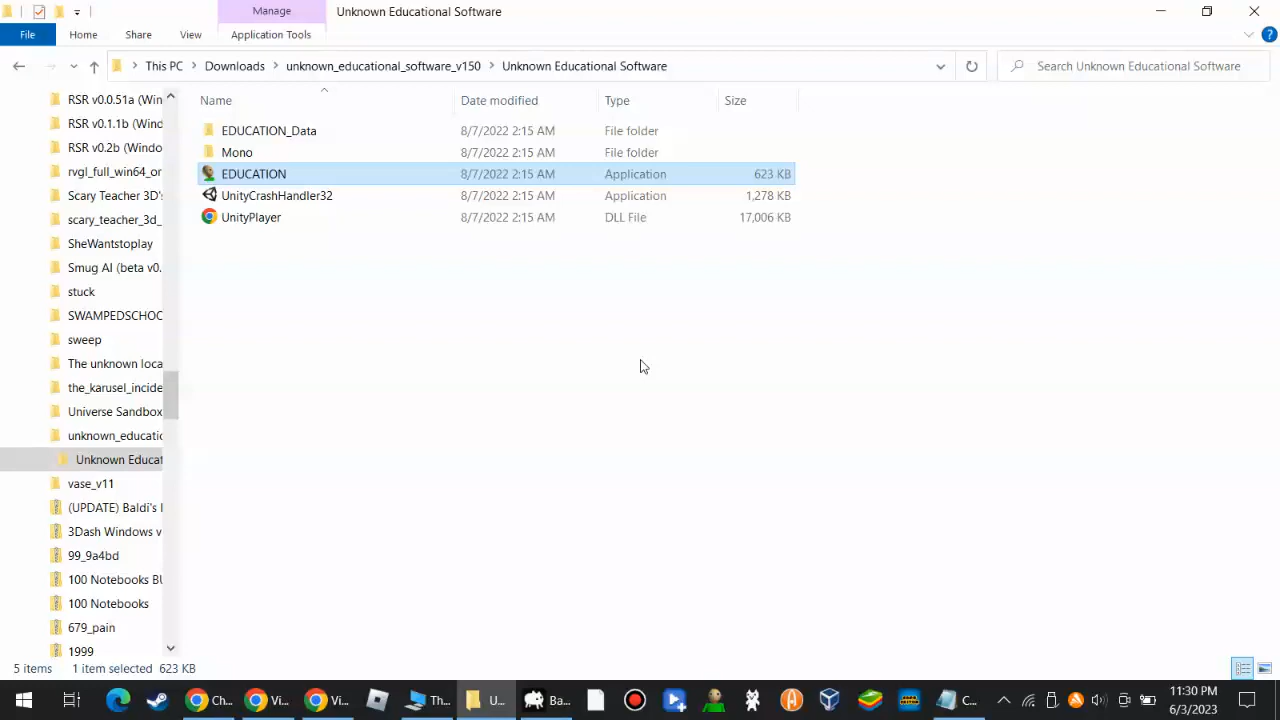 Manage
Unknown Educational Software
File
Home
Share
View
Application Tools
This PC
Downloads
unknown_educational_software_v150
Unknown Educational Software
Search Unknown Educational Software
Name
Date modified
Type
Size
EDUCATION_Data 8/7/2022 2:15 AM File folder
Mono 8/7/2022 2:15 AM File folder
EDUCATION 8/7/2022 2:15 AM Application 623 KB
UnityCrashHandler32 8/7/2022 2:15 AM Application 1,278 KB
UnityPlayer 8/7/2022 2:15 AM DLL File 17,006 KB
RSR v0.0.51a (Win
RSR v0.1.1b (Wind
RSR v0.2b (Windo
rvgl_full_win64_or
Scary Teacher 3D's
scary_teacher_3d_
SheWantstoplay
Smug AI (beta v0.
stuck
SWAMPEDSCHOC
sweep
The unknown loca
the_karusel_incide
Universe Sandbox
unknown_educatic
Unknown Educat
vase_v11
(UPDATE) Baldi's I
3Dash Windows v
99_9a4bd
100 Notebooks BU
100 Notebooks
679_pain
1999
5 items
1 item selected 623 KB
Ch...
Vi...
Vi...
Th...
U...
Ba...
C...
11:30 PM
6/3/2023